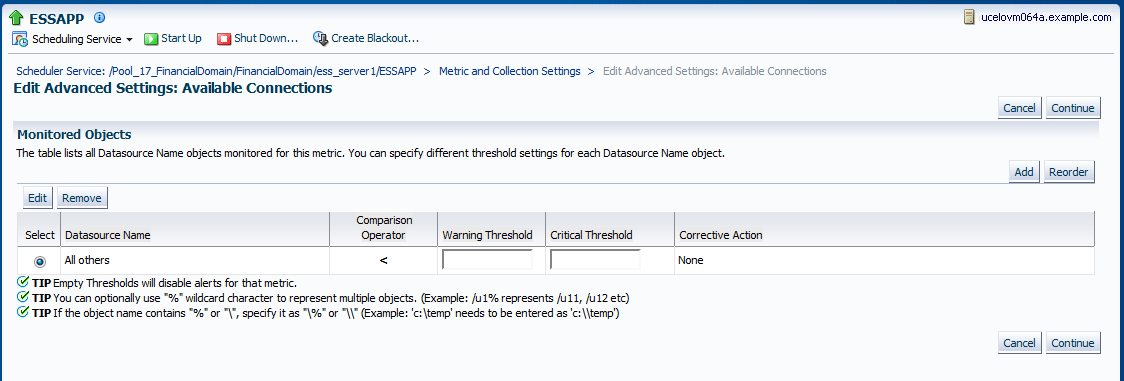 ESSAPP
ucelovm064a.example.com
Scheduling Service Start Up Shut Down... Create Blackout...
Scheduler Service: /Pool_17_FinancialDomain/FinancialDomain/ess_server1/ESSAPP > Metric and Collection Settings > Edit Advanced Settings: Available Connections
Edit Advanced Settings: Available Connections
Cancel Continue
Monitored Objects
The table lists all Datasource Name objects monitored for this metric. You can specify different threshold settings for each Datasource Name object.
Add Reorder
Edit Remove
Select Datasource Name Comparison Operator Warning Threshold Critical Threshold Corrective Action
All others < None
TIP Empty Thresholds will disable alerts for that metric.
TIP You can optionally use "%" wildcard character to represent multiple objects. (Example: /u1% represents /u11, /u12 etc)
TIP If the object name contains "%" or "\", specify it as "\%" or "\\" (Example: 'c:\temp' needs to be entered as 'c:\\temp')
Cancel Continue